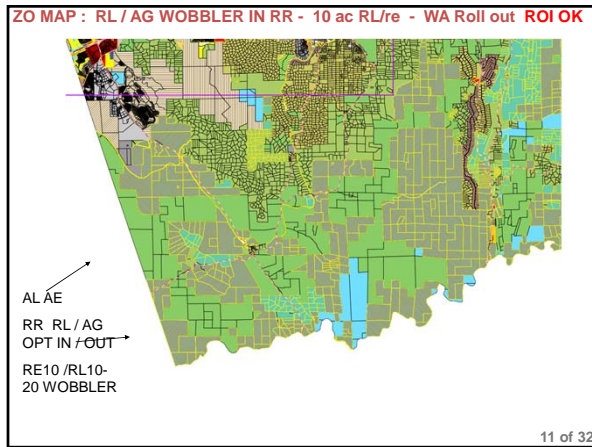 ZO MAP : RL / AG WOBBLER IN RR - 10 ac RL/re - WA Roll out ROI OK
AL AE
RR RL / AG
OPT IN / OUT
RE10 /RL10-
20 WOBBLER
11 of 32